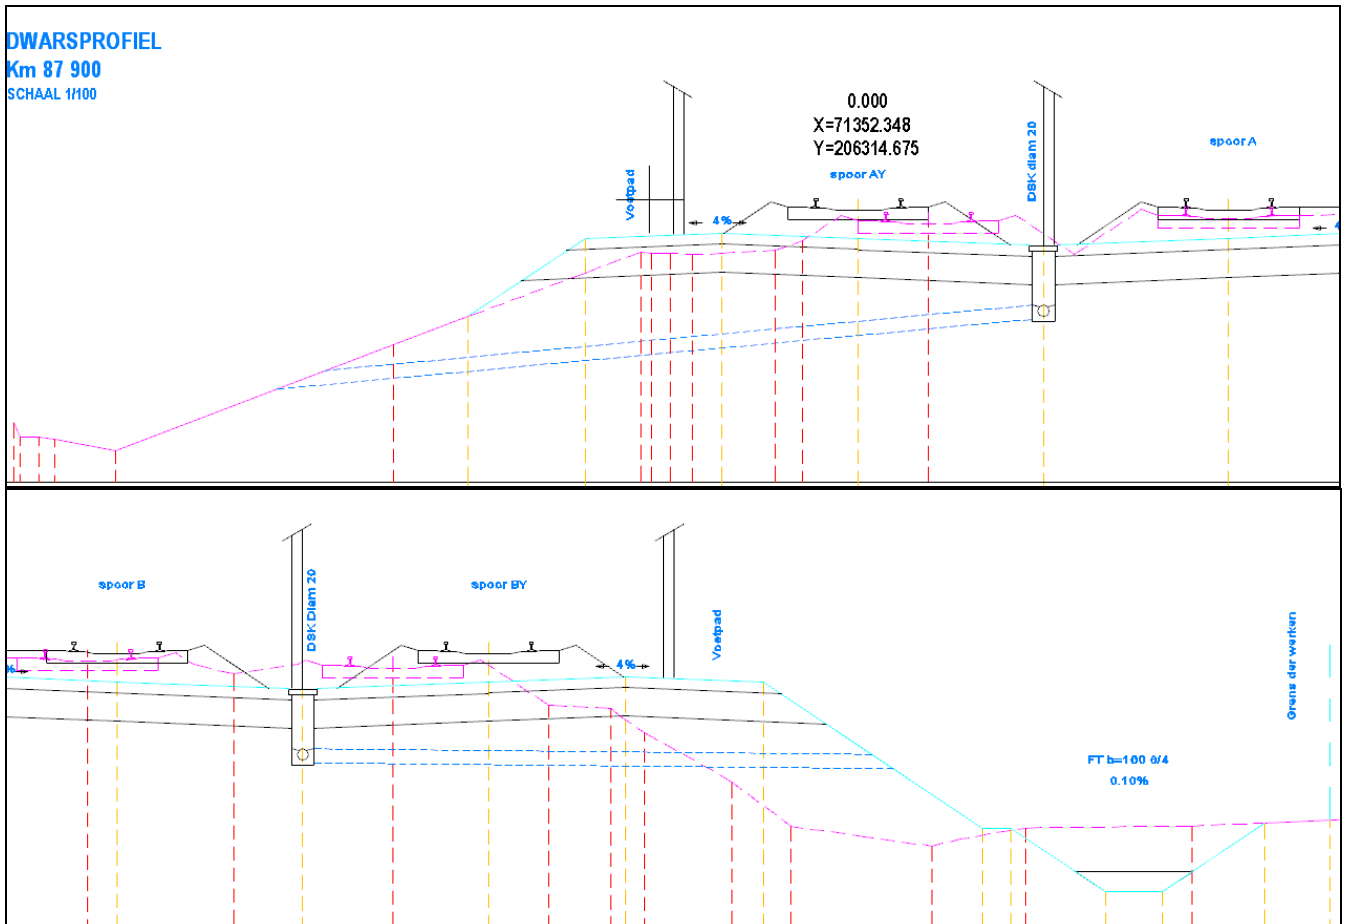 DWARSPROFIEL
Km 87 900
SCHAAL 1/100
0.000
X=71352.348
Y=206314.675
spoor AY
spoor A
Voetpad
DSK diam 20
4%
spoor B
DSK Diam 20
spoor BY
4%
Voetpad
Grens der werken
FT b=100 6/4
0.10%